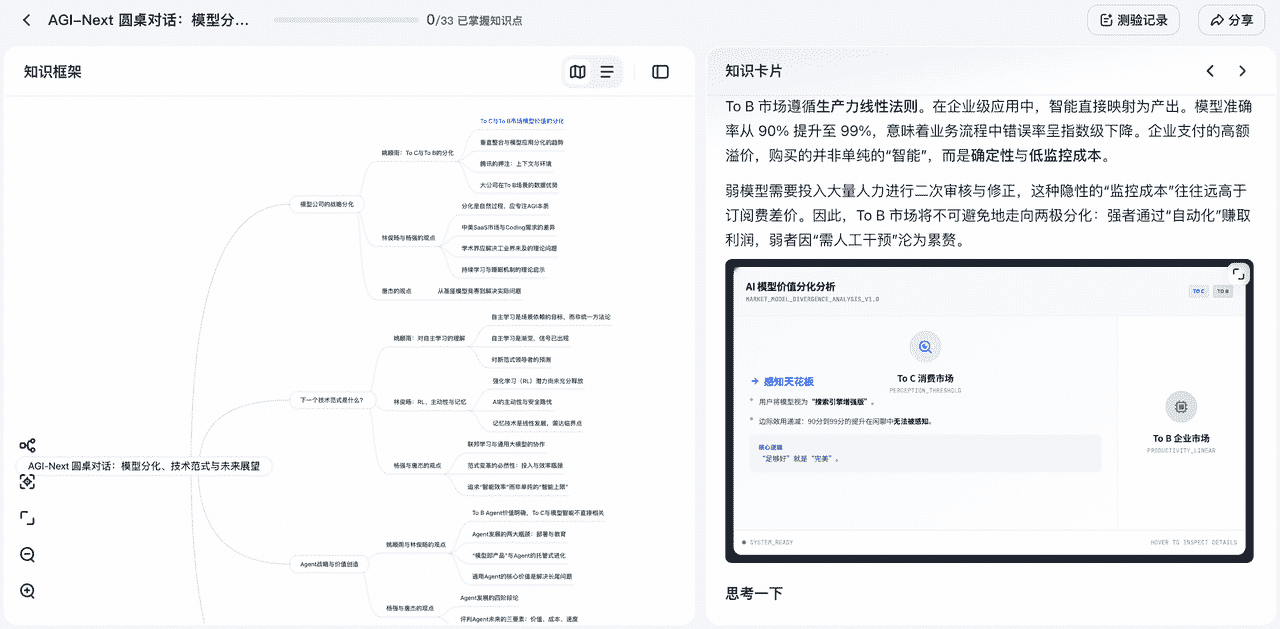 AGI-Next 圆桌对话：模型分...
0/33 已掌握知识点
测验记录
分享
知识框架
To C与To B市场模型价值的分化
垂直整合与模型应用分化的趋势
姚顺雨：To C与To B的分化
腾讯的押注：上下文与环境
大公司在To B场景的数据优势
模型公司的战略分化
分化是自然过程，应专注AGI本质
中美SaaS市场与Coding需求的差异
林俊旸与杨强的观点
学术界应解决工业界未及的理论问题
持续学习与睡眠机制的理论启示
唐杰的观点
从基座模型竞赛到解决实际问题
自主学习是场景依赖的目标，而非统一方法论
姚顺雨：对自主学习的理解
自主学习是渐变，信号已出现
对新范式领导者的预测
强化学习（RL）潜力尚未充分释放
下一个技术范式是什么？
林俊旸：RL、主动性与记忆
AI的主动性与安全隐忧
记忆技术是线性发展，需达临界点
联邦学习与通用大模型的协作
杨强与唐杰的观点
范式变革的必然性：投入与效率瓶颈
追求“智能效率”而非单纯的“智能上限”
AGI-Next 圆桌对话：模型分化、技术范式与未来展望
To B Agent价值明确，To C与模型智能不直接相关
Agent发展的两大瓶颈：部署与教育
姚顺雨与林俊旸的观点
“模型即产品”与Agent的托管式进化
Agent战略与价值创造
通用Agent的核心价值是解决长尾问题
Agent发展的四阶段论
杨强与唐杰的观点
评判Agent未来的三要素：价值、成本、速度
知识卡片
To B 市场遵循生产力线性法则。在企业级应用中，智能直接映射为产出。模型准确
率从 90% 提升至 99%，意味着业务流程中错误率呈指数级下降。企业支付的高额
溢价，购买的并非单纯的“智能”，而是确定性与低监控成本。
弱模型需要投入大量人力进行二次审核与修正，这种隐性的“监控成本”往往远高于
订阅费差价。因此，To B 市场将不可避免地走向两极分化：强者通过“自动化”赚取
利润，弱者因“需人工干预”沦为累赘。
AI 模型价值分化分析
MARKET_MODEL_DIVERGENCE_ANALYSIS_V1.0
TO C
TO B
To C 消费市场
PERCEPTION_THRESHOLD
感知天花板
用户将模型视为“搜索引擎增强版”。
边际效用递减：90分到99分的提升在闲聊中无法被感知。
核心逻辑
“足够好”就是“完美”。
To B 企业市场
PRODUCTIVITY_LINEAR
SYSTEM_READY
HOVER TO INSPECT DETAILS
思考一下